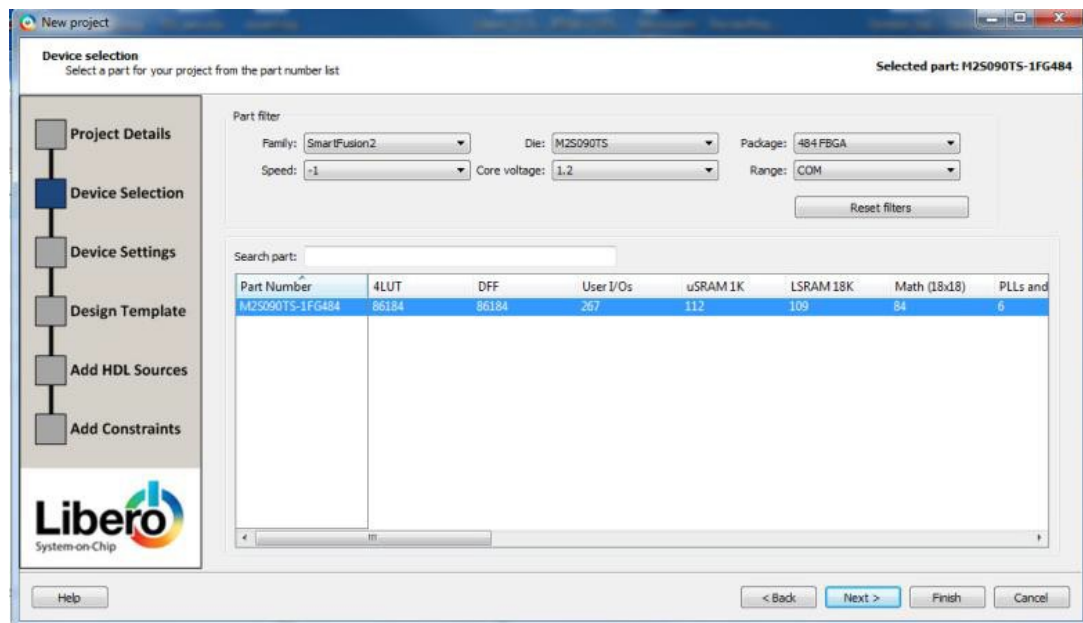 New project
Device selection
Select a part for your project from the part number list
Selected part: M2S090TS-1FG484
Project Details
Device Selection
Device Settings
Design Template
Add HDL Sources
Add Constraints
Libero
System-on-Chip
Part filter
Family: SmartFusion2 Die: M2S090TS Package: 484 FBGA
Speed: -1 Core voltage: 1.2 Range: COM
Reset filters
Search part:
Part Number 4LUT DFF User I/Os uSRAM 1K LSRAM 18K Math (18x18) PLLs and
M2S090TS-1FG484 86184 86184 267 112 109 84 6
Help < Back Next > Finish Cancel